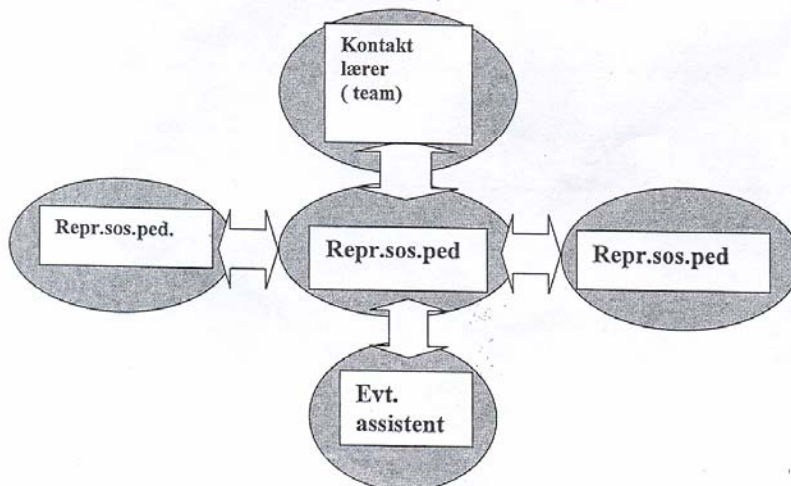 Kontakt
lærer
( team)
Repr.sos.ped.
Repr.sos.ped
Repr.sos.ped
Evt.
assistent